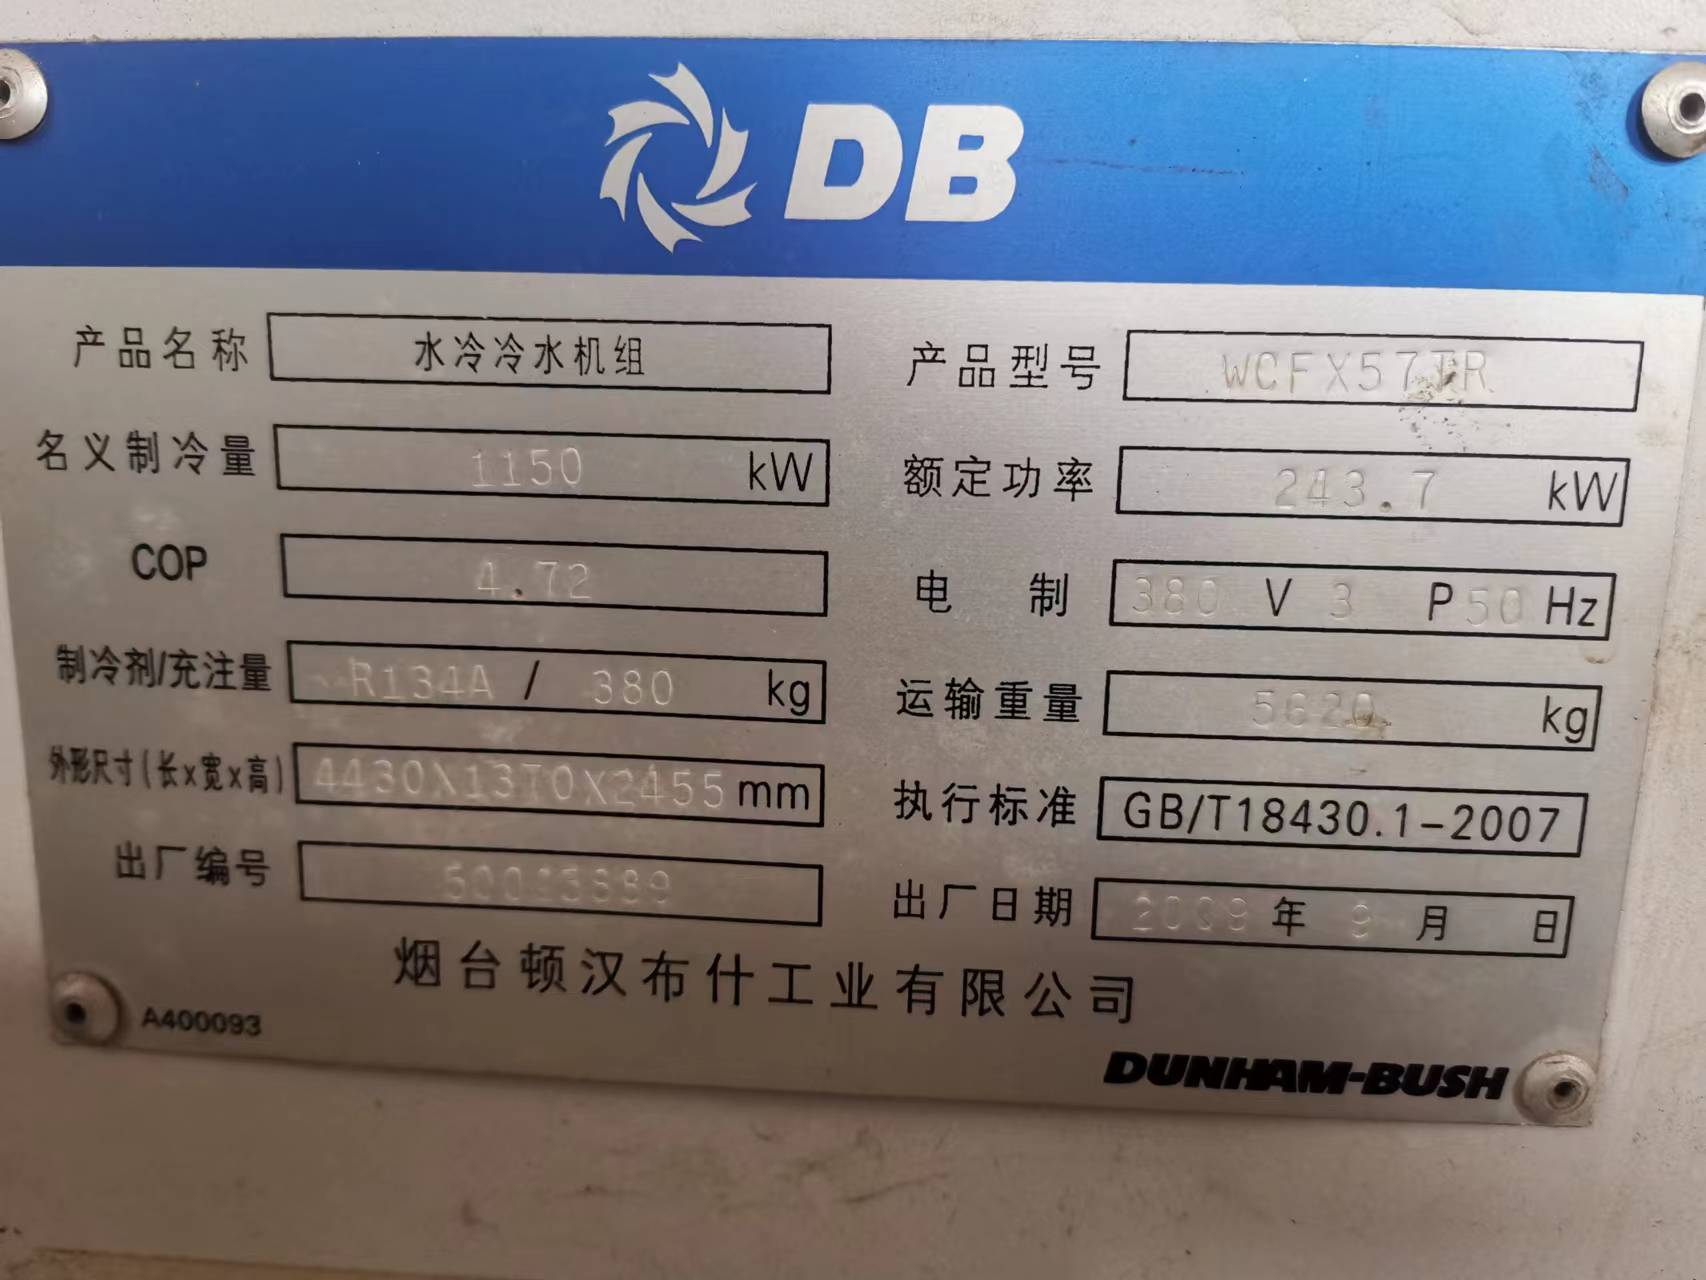 DB
产品名称 水冷冷水机组 产品型号 WCFX57TR
名义制冷量 1150 kW 额定功率 243.7 kW
COP 4.72 电制 380 V 3 P 50 Hz
制冷剂/充注量 R134A / 380 kg 运输重量 5620 kg
外形尺寸(长x宽x高) 4430X1370X2455 mm 执行标准 GB/T18430.1-2007
出厂编号 出厂日期 2009 年 9 月 日
烟台顿汉布什工业有限公司
A400093
DUNHAM-BUSH